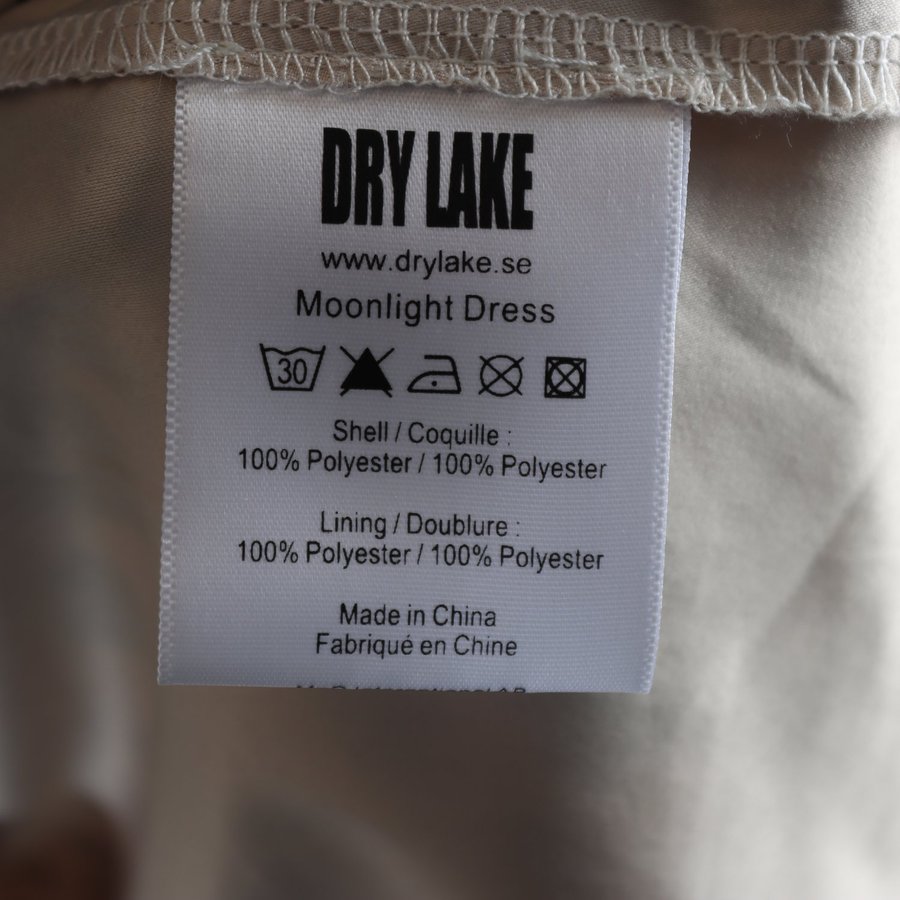 DRY LAKE
www.drylake.se
Moonlight Dress
30
Shell / Coquille :
100% Polyester / 100% Polyester
Lining / Doublure :
100% Polyester / 100% Polyester
Made in China
Fabriqué en Chine